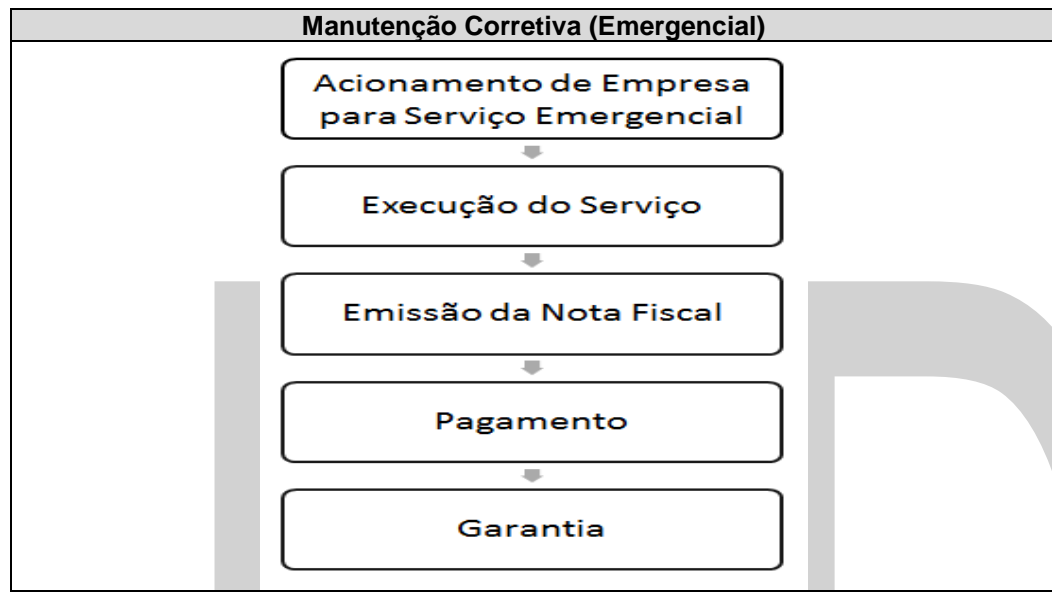 Manutenção Corretiva (Emergencial)
Acionamento de Empresa
para Serviço Emergencial
Execução do Serviço
Emissão da Nota Fiscal
Pagamento
Garantia